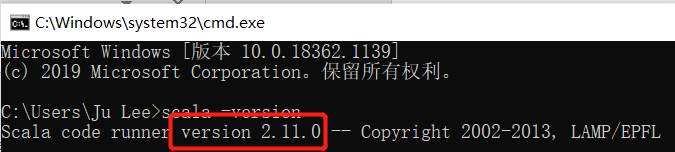 C:\Windows\system32\cmd.exe
Microsoft Windows [版本 10.0.18362.1139]
(c) 2019 Microsoft Corporation。保留所有权利。
C:\Users\Ju Lee>scala -version
Scala code runner version 2.11.0 -- Copyright 2002-2013, LAMP/EPFL